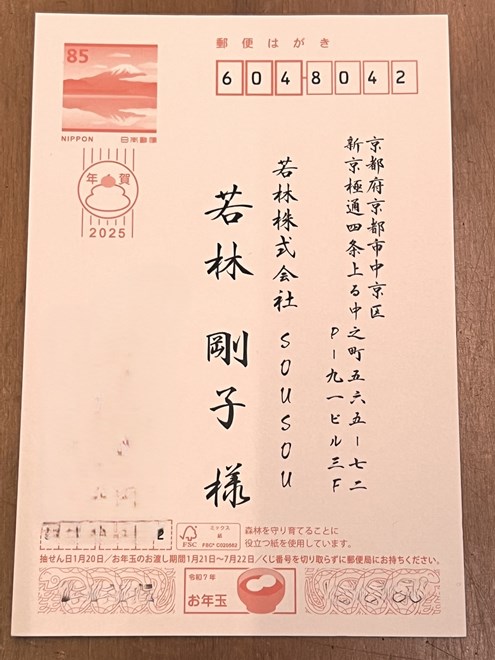 85
NIPPON 日本郵便
年賀
2025
郵便はがき
604-8042
京都府京都市中京区
新京極通四条上る中之町五六五ー七二
P−九一ビル三F
若林株式会社 SOUSOU
若林 剛子 様
FSC
ミックス
紙
FSC® C020552
森林を守り育てることに
役立つ紙を使用しています。
抽せん日1月20日／お年玉のお渡し期間1月21日〜7月22日／くじ番号を切り取らずに郵便局にお持ちください。
令和7年
お年玉